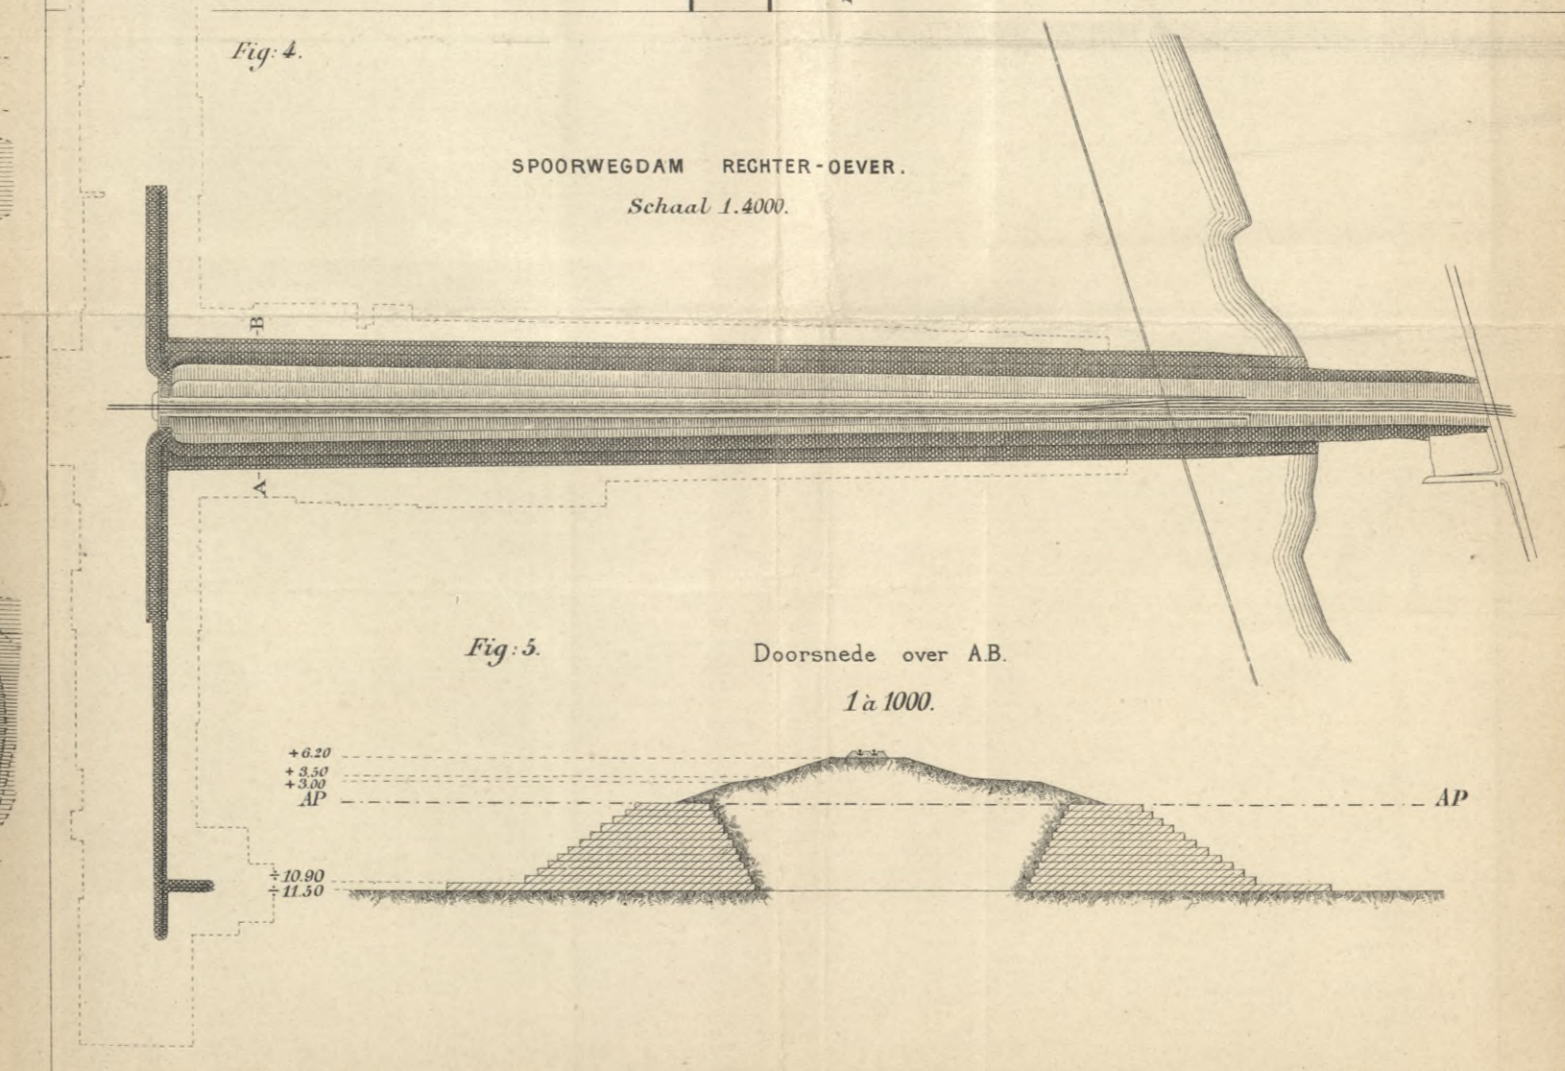 Fig: 4.
SPOORWEGDAM RECHTER-OEVER.
Schaal 1.4000.
B
A
Fig: 5.
Doorsnede over A.B.
1 à 1000.
+6.20
+3.50
+3.00
AP
AP
÷10.90
÷11.50